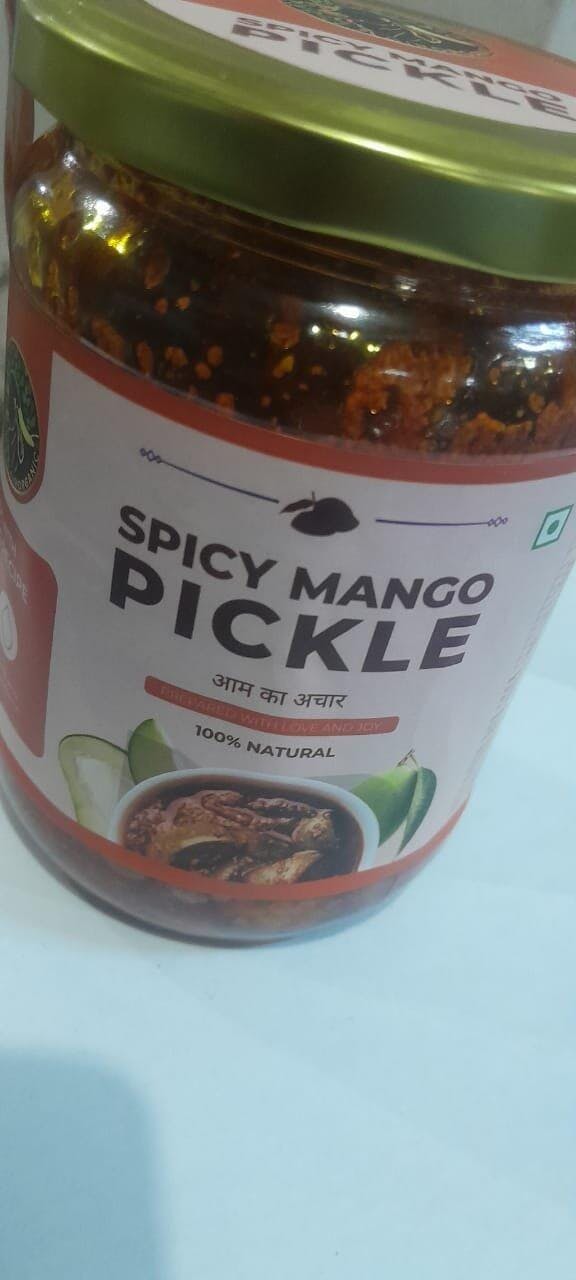 SPICY MANGO
PICKLE
SPICY MANGO
PICKLE
आम का अचार
PREPARED WITH LOVE AND JOY
100% NATURAL